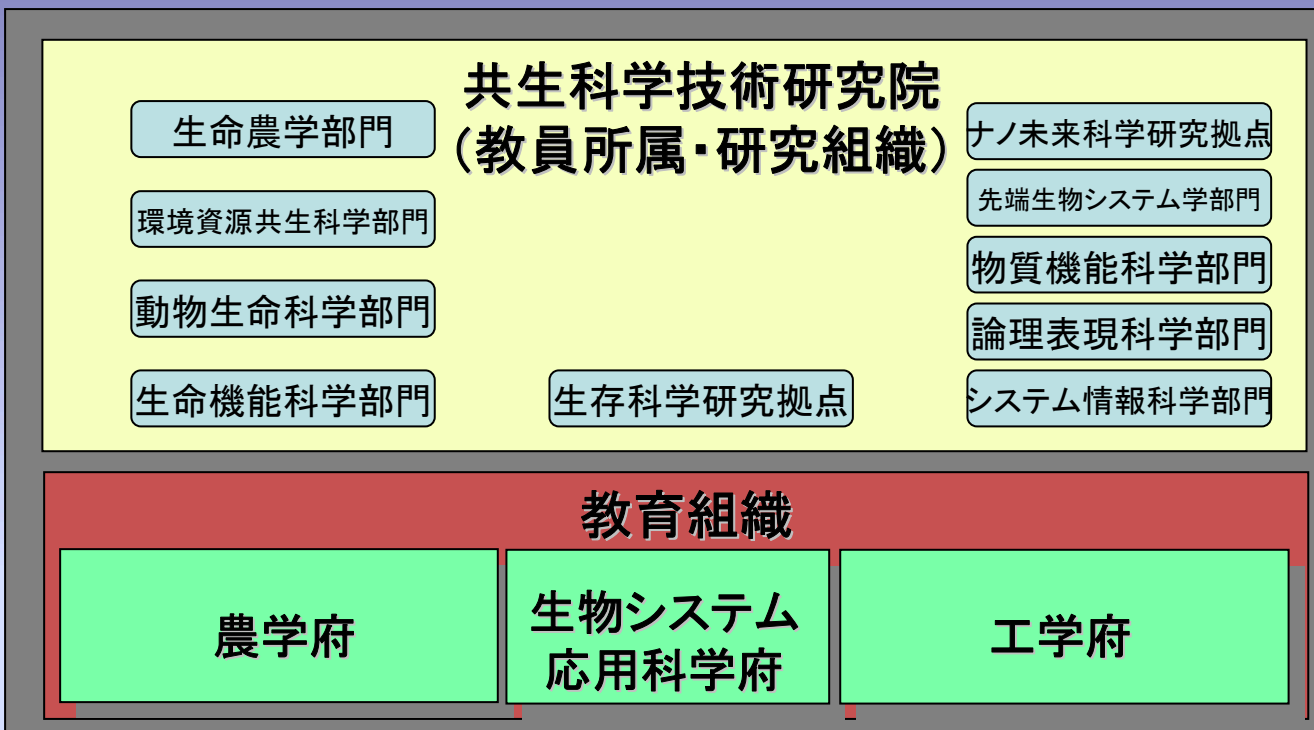 共生科学技術研究院
(教員所属・研究組織)
生命農学部門
環境資源共生科学部門
動物生命科学部門
生命機能科学部門
生存科学研究拠点
ナノ未来科学研究拠点
先端生物システム学部門
物質機能科学部門
論理表現科学部門
システム情報科学部門
教育組織
農学府
生物システム
応用科学府
工学府